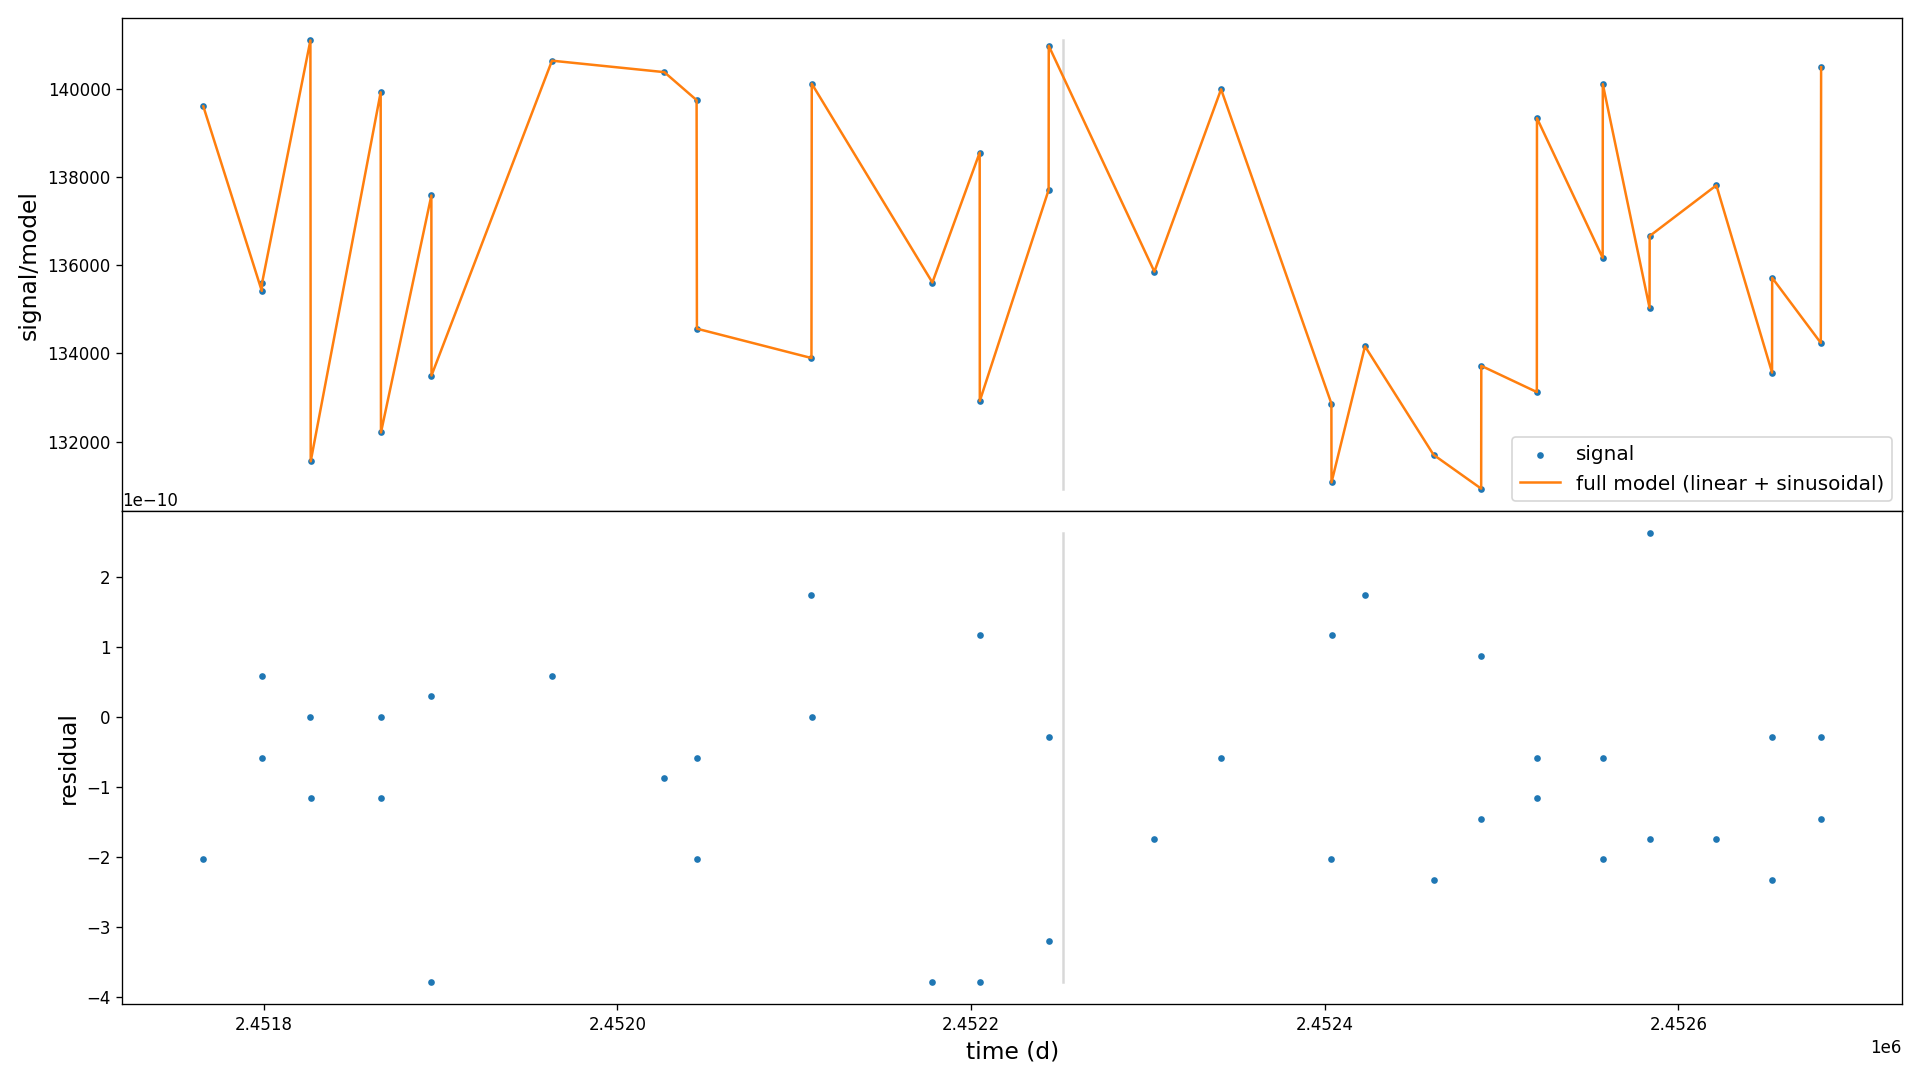 signal/model
140000
138000
136000
134000
132000
signal
full model (linear + sinusoidal)
1e−10
residual
2
1
0
−1
−2
−3
−4
2.4518
2.4520
2.4522
2.4524
2.4526
time (d)
1e6